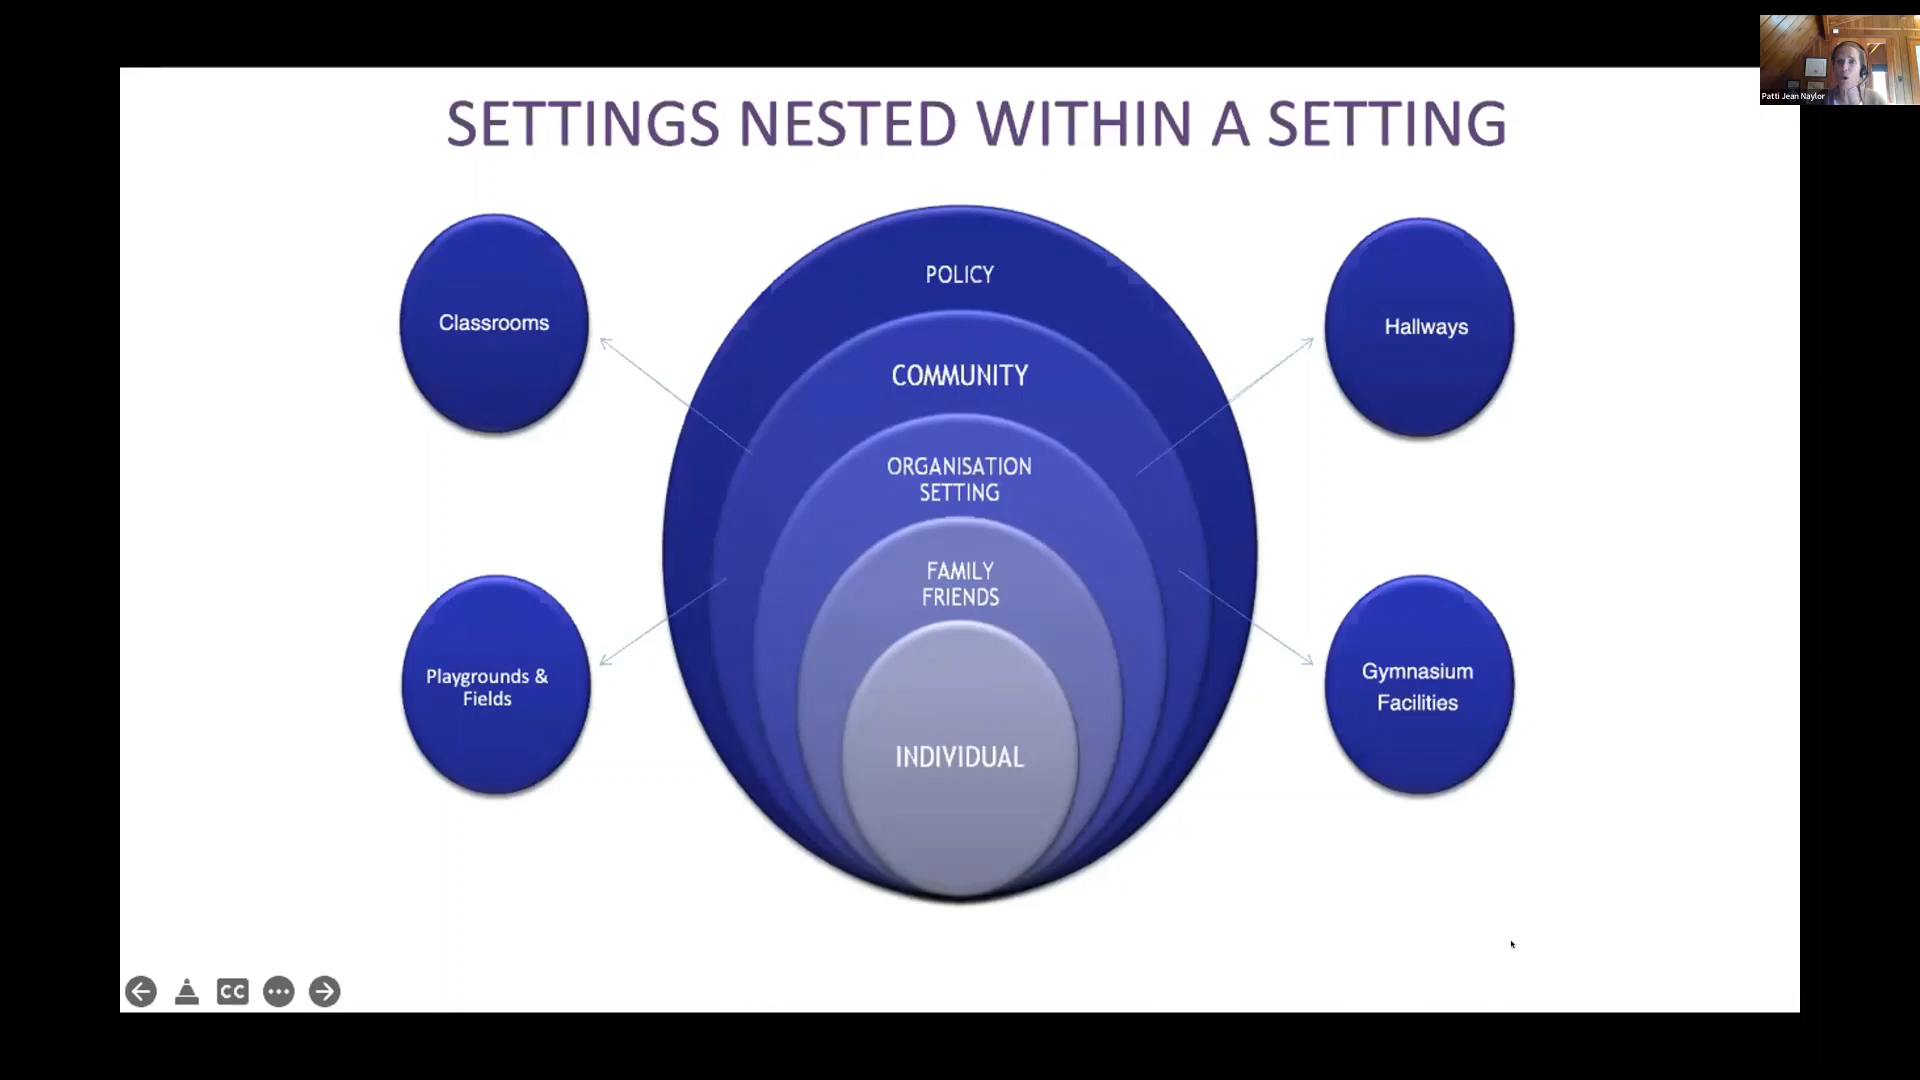 Patti Jean Naylor
SETTINGS NESTED WITHIN A SETTING
POLICY
COMMUNITY
ORGANISATION
SETTING
FAMILY
FRIENDS
INDIVIDUAL
Classrooms
Hallways
Playgrounds &
Fields
Gymnasium
Facilities
CC